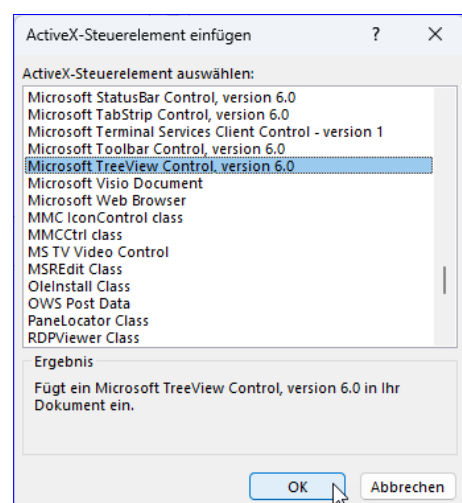 ActiveX-Steuerelement einfügen ?
ActiveX-Steuerelement auswählen:
Microsoft StatusBar Control, version 6.0
Microsoft TabStrip Control, version 6.0
Microsoft Terminal Services Client Control - version 1
Microsoft Toolbar Control, version 6.0
Microsoft TreeView Control, version 6.0
Microsoft Visio Document
Microsoft Web Browser
MMC IconControl class
MMCCtrl class
MS TV Video Control
MSREdit Class
OleInstall Class
OWS Post Data
PaneLocator Class
RDPViewer Class
Ergebnis
Fügt ein Microsoft TreeView Control, version 6.0 in Ihr
Dokument ein.
OK Abbrechen